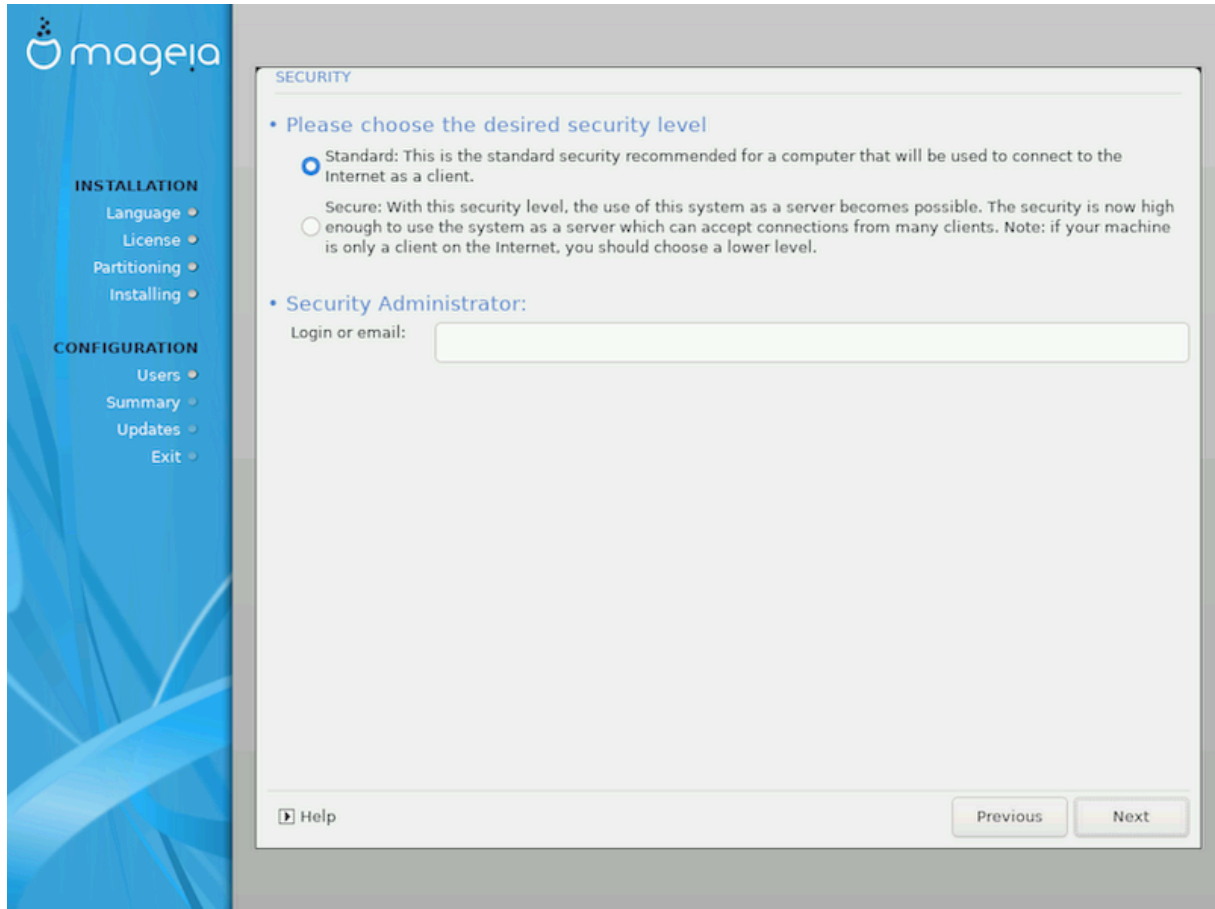 mageia
INSTALLATION
Language
License
Partitioning
Installing
CONFIGURATION
Users
Summary
Updates
Exit
SECURITY
• Please choose the desired security level
Standard: This is the standard security recommended for a computer that will be used to connect to the
Internet as a client.
Secure: With this security level, the use of this system as a server becomes possible. The security is now high
enough to use the system as a server which can accept connections from many clients. Note: if your machine
is only a client on the Internet, you should choose a lower level.
• Security Administrator:
Login or email:
Help
Previous
Next